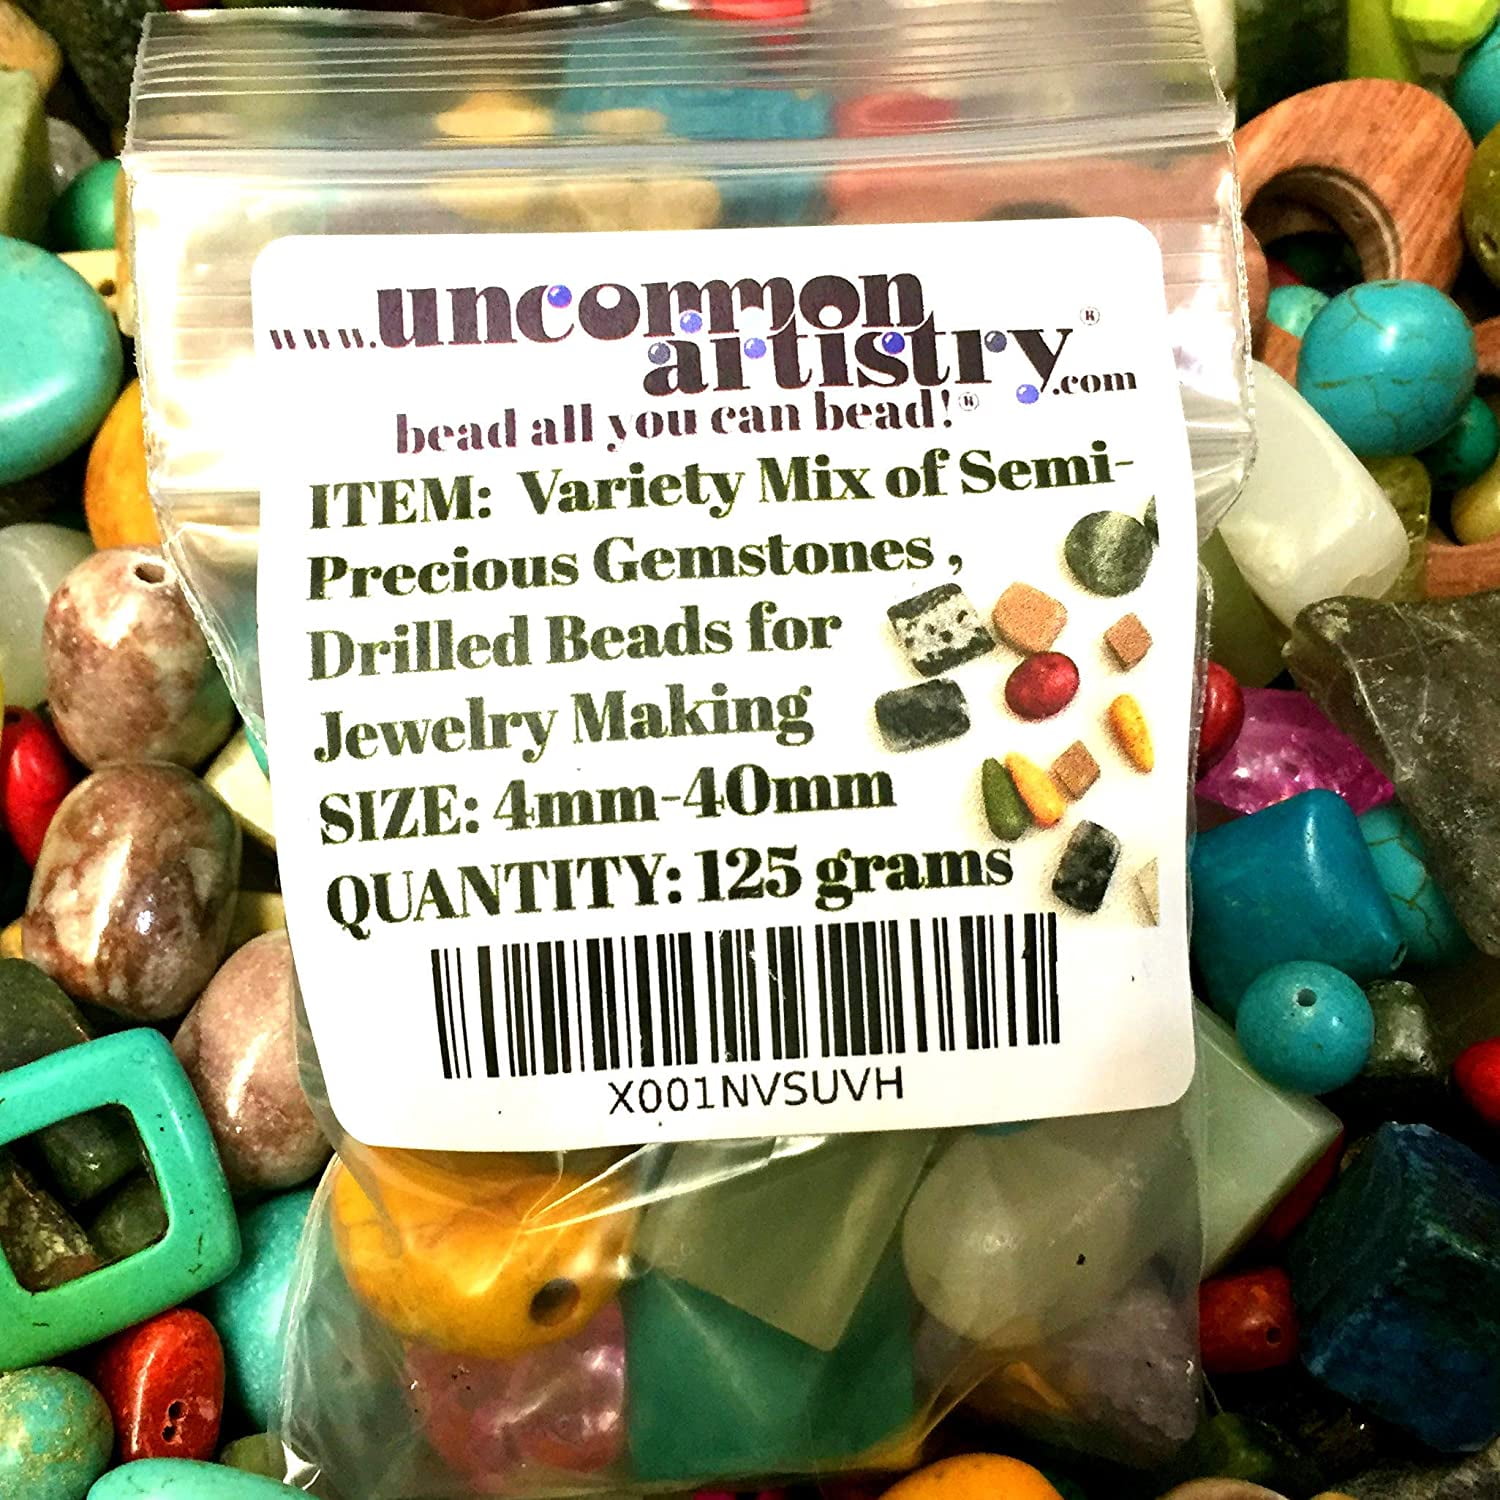 www.uncommon®
artistry.com
bead all you can bead!®
ITEM: Variety Mix of Semi-
Precious Gemstones ,
Drilled Beads for
Jewelry Making
SIZE: 4mm-40mm
QUANTITY: 125 grams
X001NVSUVH